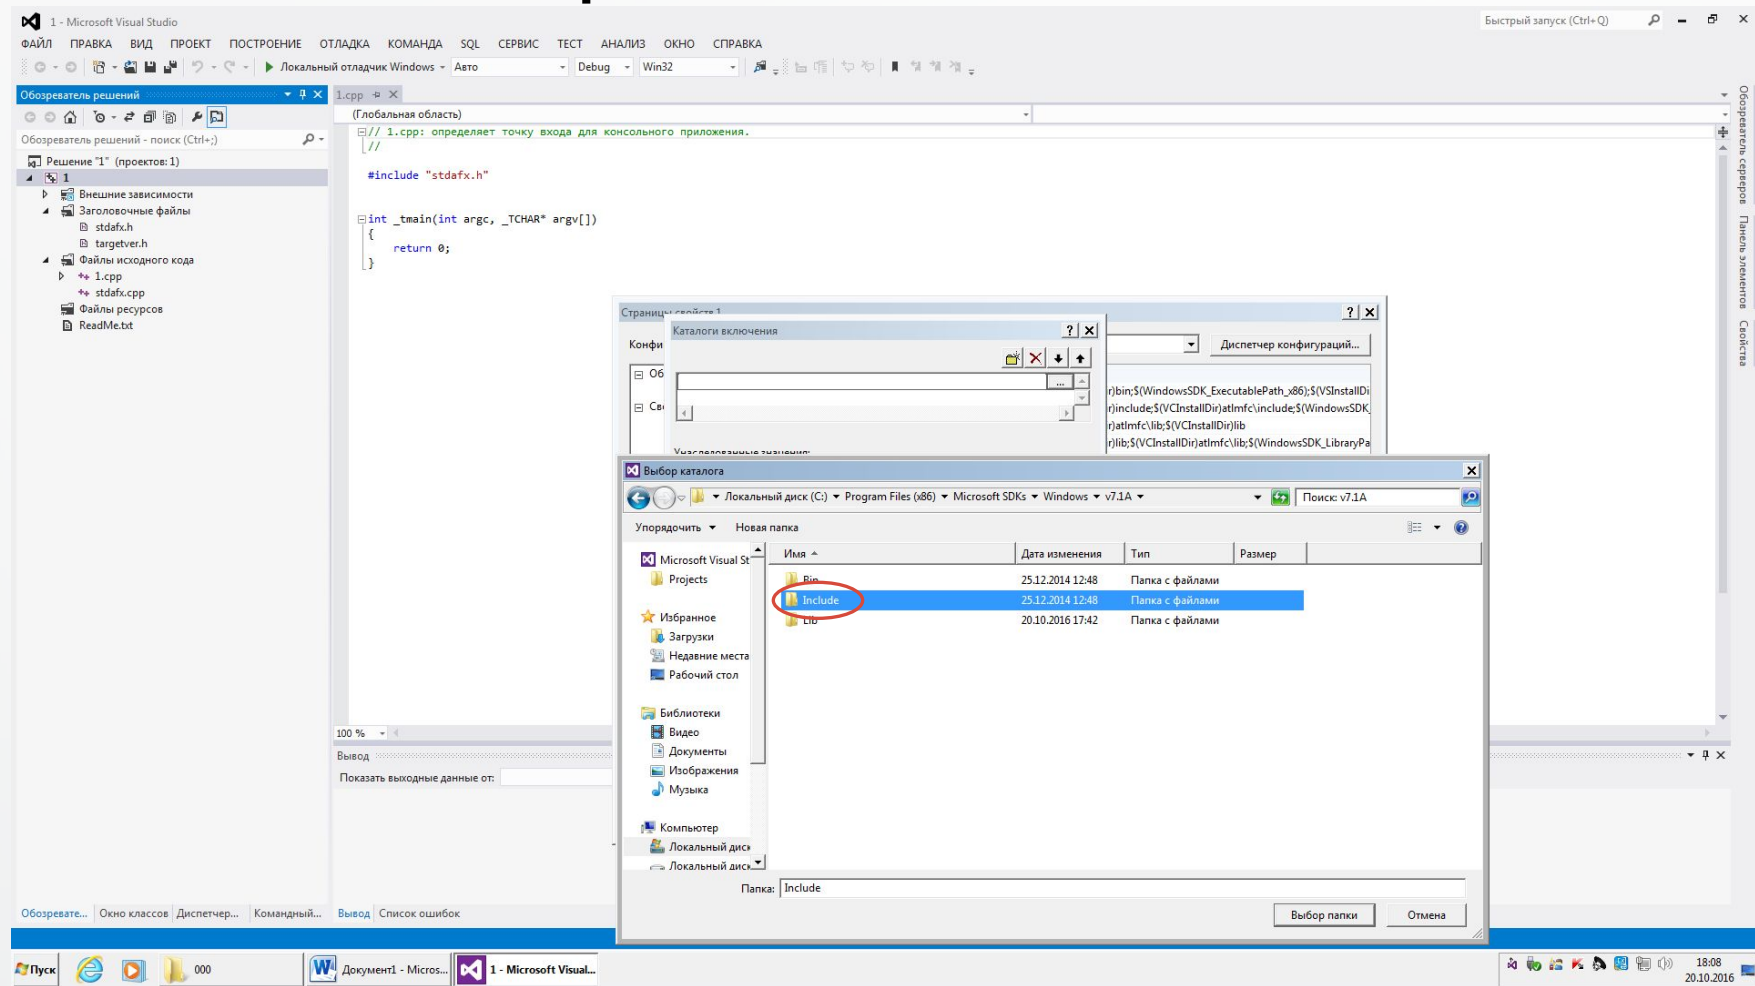 1 - Microsoft Visual Studio
Быстрый запуск (Ctrl+Q)
ФАЙЛ ПРАВКА ВИД ПРОЕКТ ПОСТРОЕНИЕ ОТЛАДКА КОМАНДА SQL СЕРВИС ТЕСТ АНАЛИЗ ОКНО СПРАВКА
Локальный отладчик Windows Авто Debug Win32
Обозреватель решений
1.cpp
(Глобальная область)
Обозреватель решений - поиск (Ctrl+;)
Решение "1" (проектов: 1)
1
Внешние зависимости
Заголовочные файлы
stdafx.h
targetver.h
Файлы исходного кода
1.cpp
stdafx.cpp
Файлы ресурсов
ReadMe.txt
// 1.cpp: определяет точку входа для консольного приложения.
//
#include "stdafx.h"
int _tmain(int argc, _TCHAR* argv[])
{
return 0;
}
Обозреватель серверов
Панель элементов
Свойства
Страницы свойств 1
Каталоги включения
Конфи
Диспетчер конфигураций...
Об
...
Св
r)bin;$(WindowsSDK_ExecutablePath_x86);$(VSInstallDi
r)include;$(VCInstallDir)atlmfc\include;$(WindowsSDK_
r)atlmfc\lib;$(VCInstallDir)lib
r)lib;$(VCInstallDir)atlmfc\lib;$(WindowsSDK_LibraryPa
Унаследованные значения:
Выбор каталога
Локальный диск (C:) Program Files (x86) Microsoft SDKs Windows v7.1A
Поиск: v7.1A
Упорядочить Новая папка
Имя Дата изменения Тип Размер
Bin 25.12.2014 12:48 Папка с файлами
Include 25.12.2014 12:48 Папка с файлами
Lib 20.10.2016 17:42 Папка с файлами
Microsoft Visual St
Projects
Избранное
Загрузки
Недавние места
Рабочий стол
Библиотеки
Видео
Документы
Изображения
Музыка
Компьютер
Локальный диск
Локальный диск
Папка: Include
Выбор папки Отмена
100 %
Вывод
Показать выходные данные от:
Обозревате... Окно классов Диспетчер... Командный...
Вывод Список ошибок
Пуск
000
Документ1 - Micros...
1 - Microsoft Visual...
18:08
20.10.2016